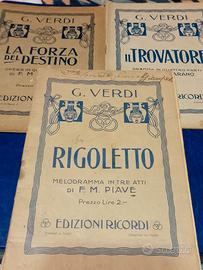 G. VERDI
LA FORZA
DEL DESTINO
DI F. M.
EDIZIONI
G. VERDI
IL TROVATORE
RICORDI
G. VERDI
RIGOLETTO
MELODRAMMA IN TRE ATTI
DI F. M. PIAVE
Prezzo Lire 2.-
EDIZIONI RICORDI